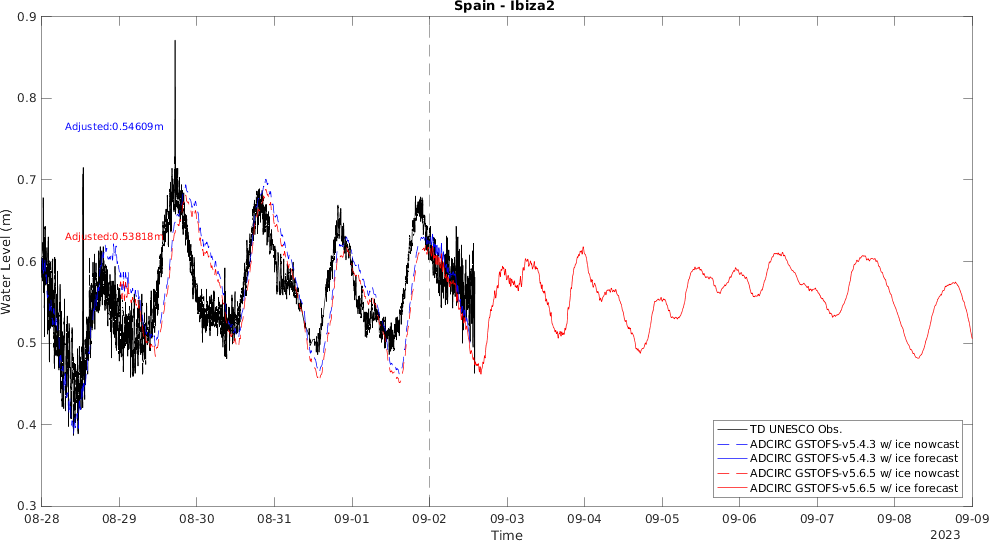 Spain - Ibiza2
0.9
0.8
0.7
0.6
0.5
0.4
0.3
Water Level (m)
Adjusted:0.54609m
Adjusted:0.53818m
TD UNESCO Obs.
ADCIRC GSTOFS-v5.4.3 w/ ice nowcast
ADCIRC GSTOFS-v5.4.3 w/ ice forecast
ADCIRC GSTOFS-v5.6.5 w/ ice nowcast
ADCIRC GSTOFS-v5.6.5 w/ ice forecast
08-28 08-29 08-30 08-31 09-01 09-02 09-03 09-04 09-05 09-06 09-07 09-08 09-09
Time
2023